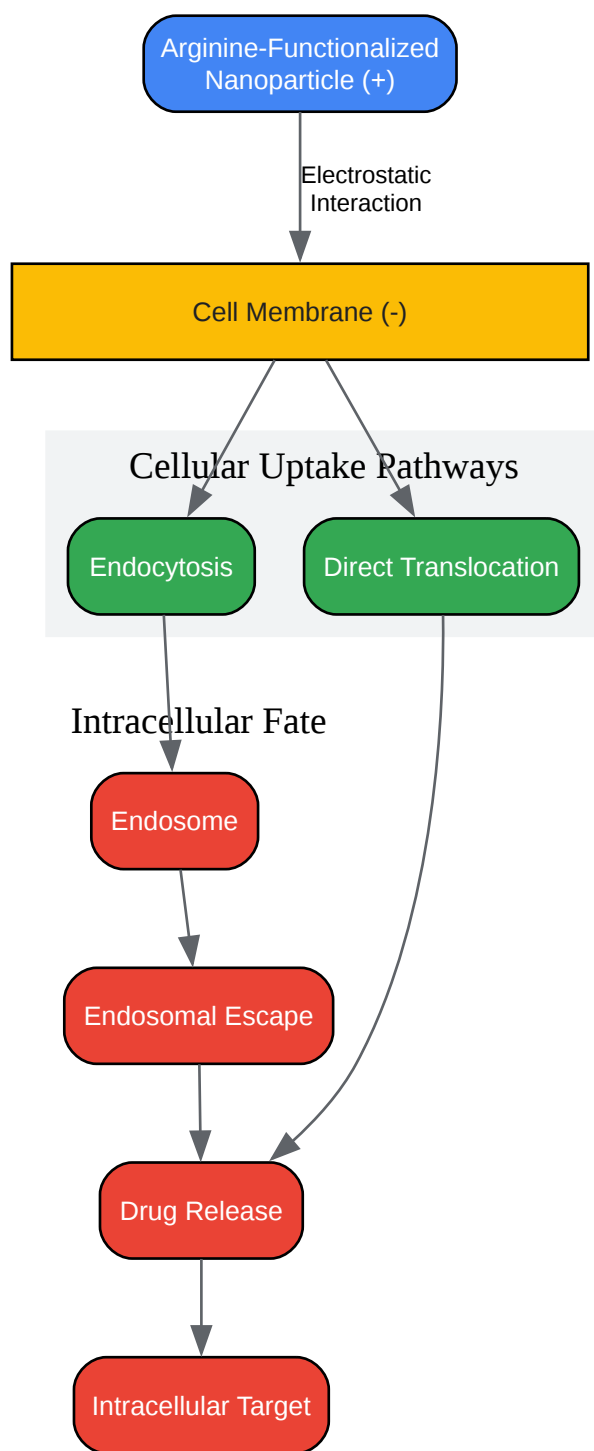 Arginine-Functionalized
Nanoparticle (+)
Electrostatic
Interaction
Cell Membrane (-)
Cellular Uptake Pathways
Endocytosis
Direct Translocation
Intracellular Fate
Endosome
Endosomal Escape
Drug Release
Intracellular Target